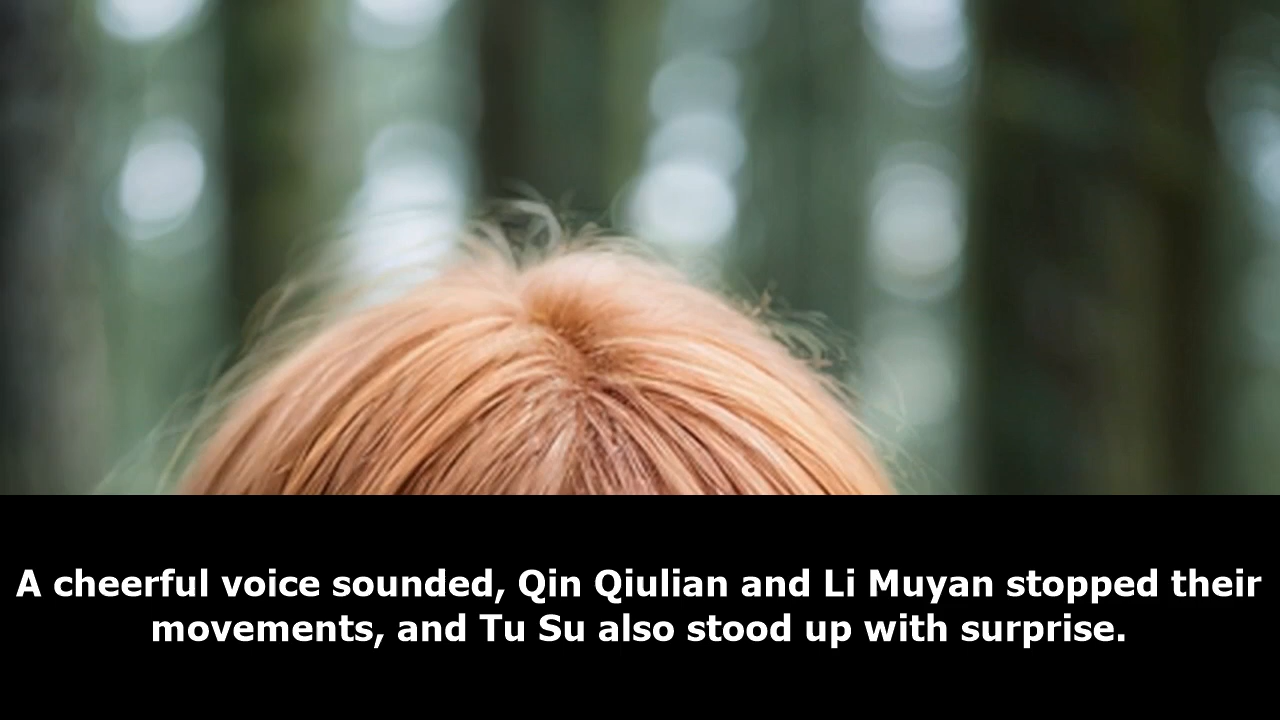 A cheerful voice sounded, Qin Qiulian and Li Muyan stopped their
movements, and Tu Su also stood up with surprise.